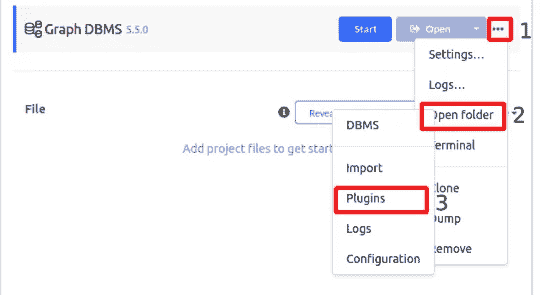 Graph DBMS 5.5.0 Start Open ... 1
Settings...
Logs...
Open folder 2
Terminal
Clone
Dump
Remove
File Revea
Add project files to get start
DBMS
Import
Plugins 3
Logs
Configuration